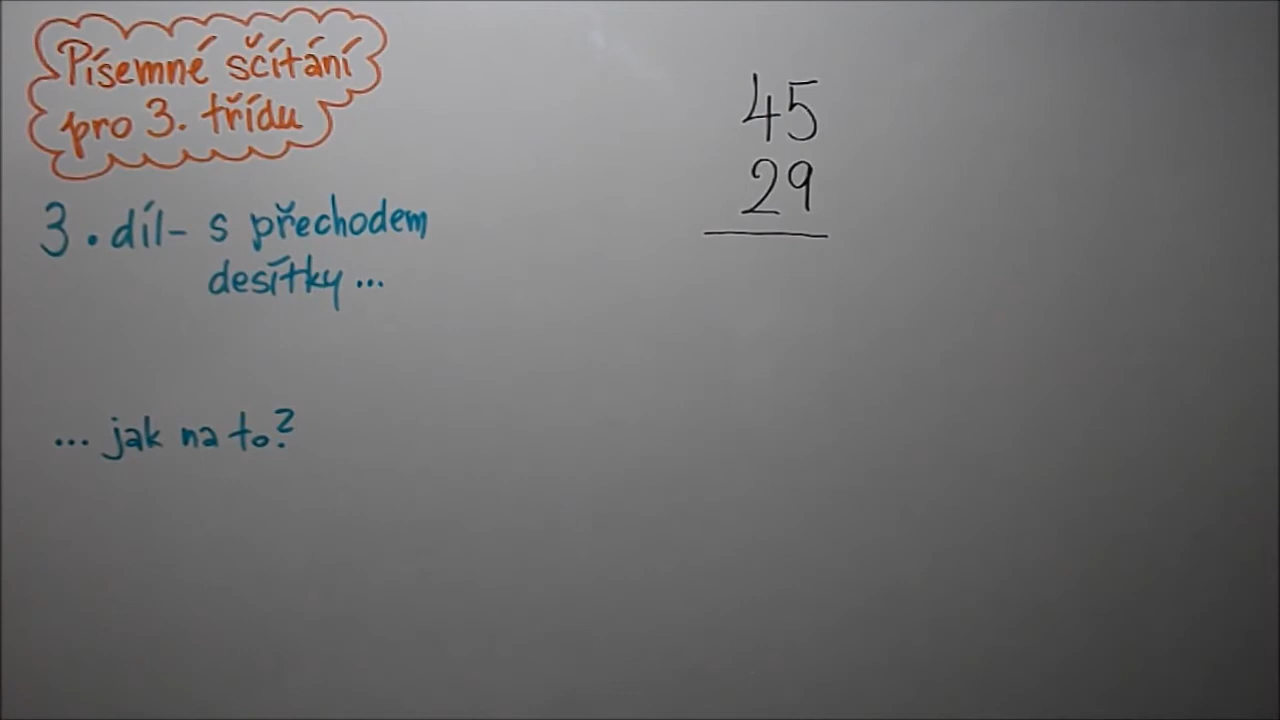 Písemné sčítání
pro 3. třídu
3. díl - s přechodem
desítky ...
... jak na to?
45
29